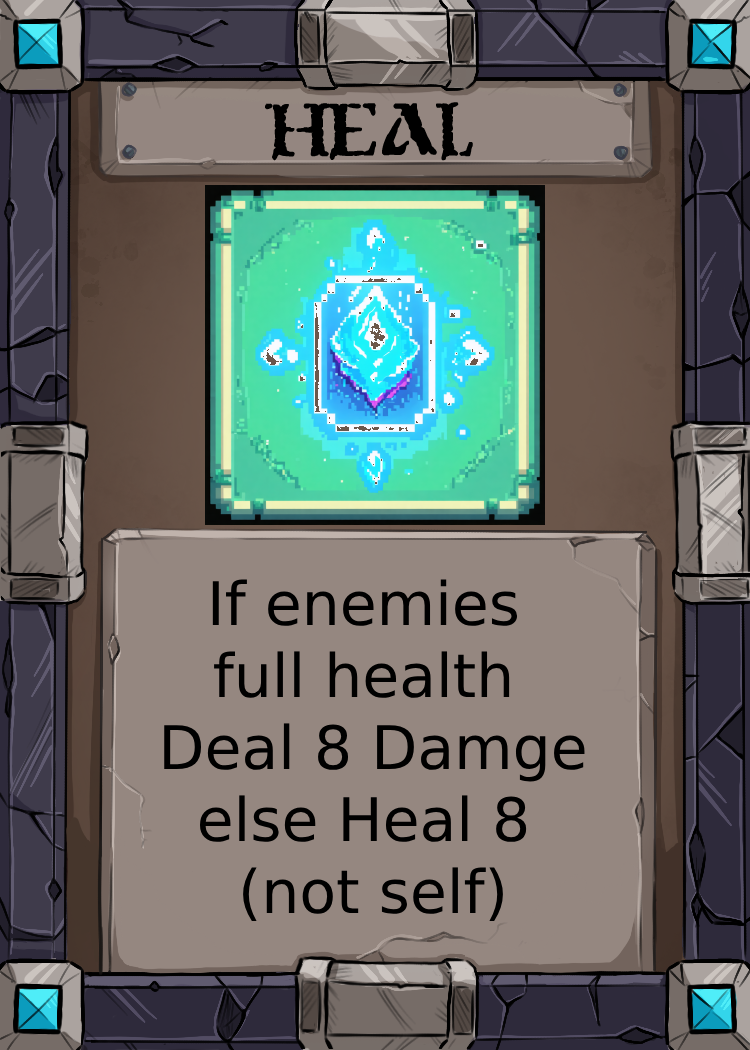 HEAL
If enemies
full health
Deal 8 Damge
else Heal 8
(not self)